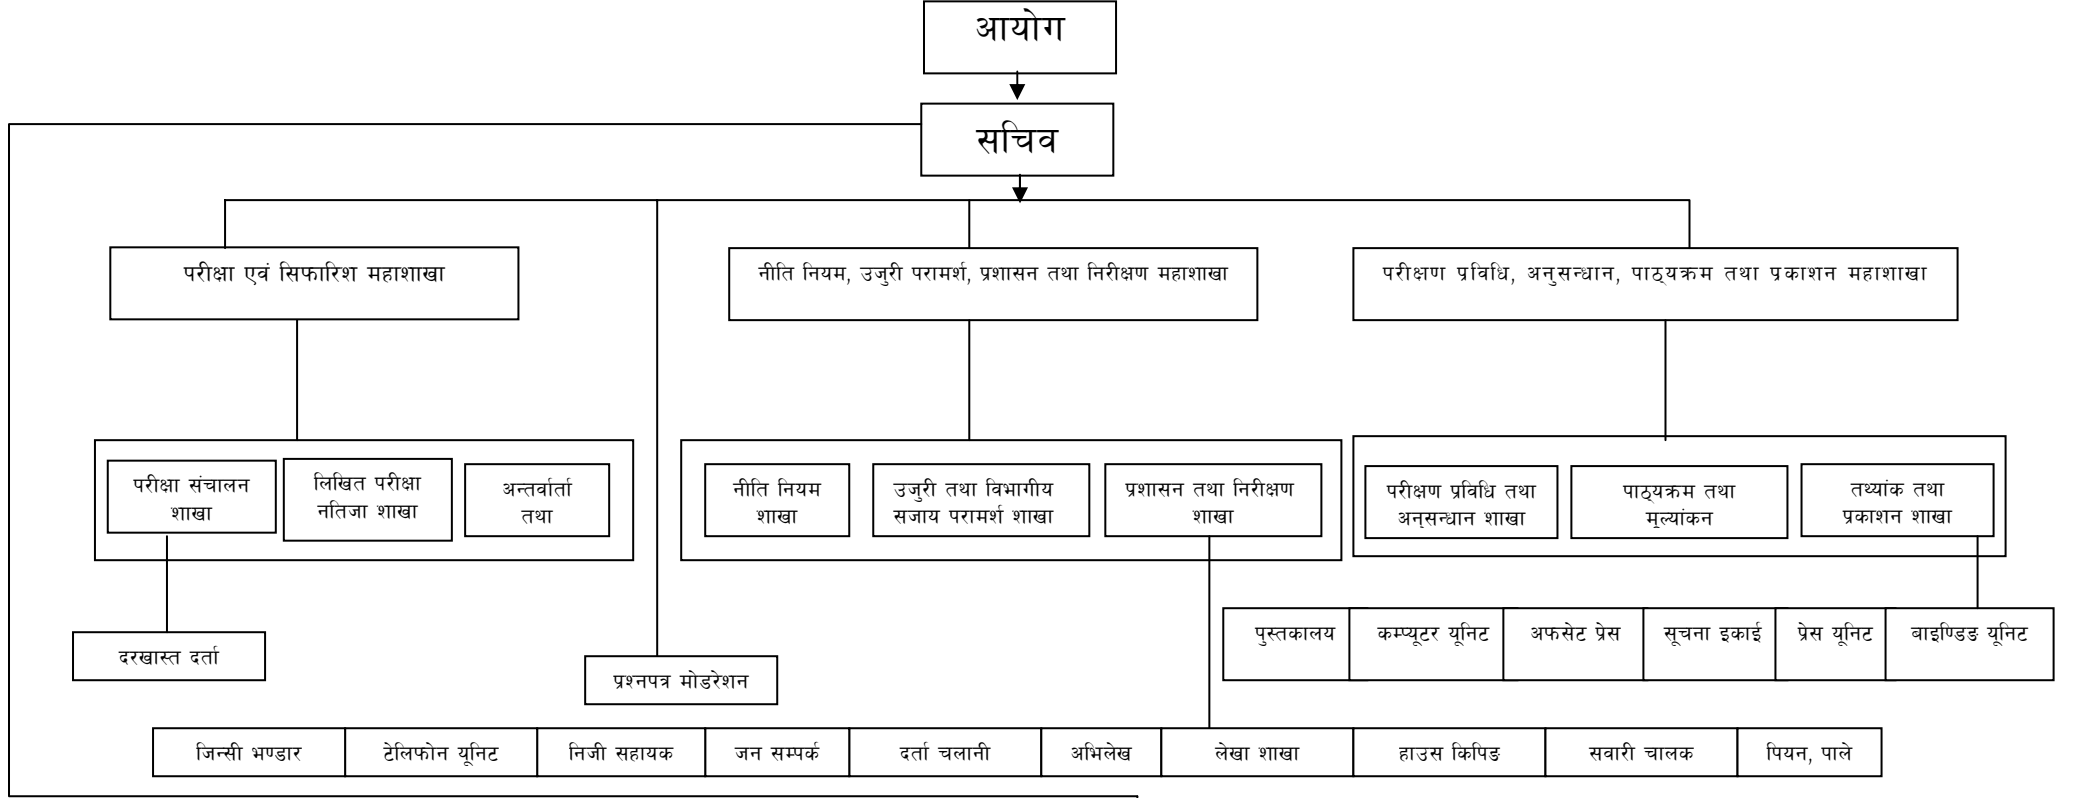 आयोग
सचिव
परीक्षा एवं सिफारिश महाशाखा
नीति नियम, उजुरी परामर्श, प्रशासन तथा निरीक्षण महाशाखा
परीक्षण प्रविधि, अनुसन्धान, पाठ्यक्रम तथा प्रकाशन महाशाखा
परीक्षा संचालन
शाखा
लिखित परीक्षा
नतिजा शाखा
अन्तर्वार्ता
तथा
नीति नियम
शाखा
उजुरी तथा विभागीय
सजाय परामर्श शाखा
प्रशासन तथा निरीक्षण
शाखा
परीक्षण प्रविधि तथा
अनुसन्धान शाखा
पाठ्यक्रम तथा
मूल्यांकन
तथ्यांक तथा
प्रकाशन शाखा
पुस्तकालय
कम्प्यूटर यूनिट
अफसेट प्रेस
सूचना इकाई
प्रेस यूनिट
बाइण्डिङ यूनिट
दरखास्त दर्ता
प्रश्नपत्र मोडरेशन
जिन्सी भण्डार
टेलिफोन यूनिट
निजी सहायक
जन सम्पर्क
दर्ता चलानी
अभिलेख
लेखा शाखा
हाउस किपिङ
सवारी चालक
पियन, पाले